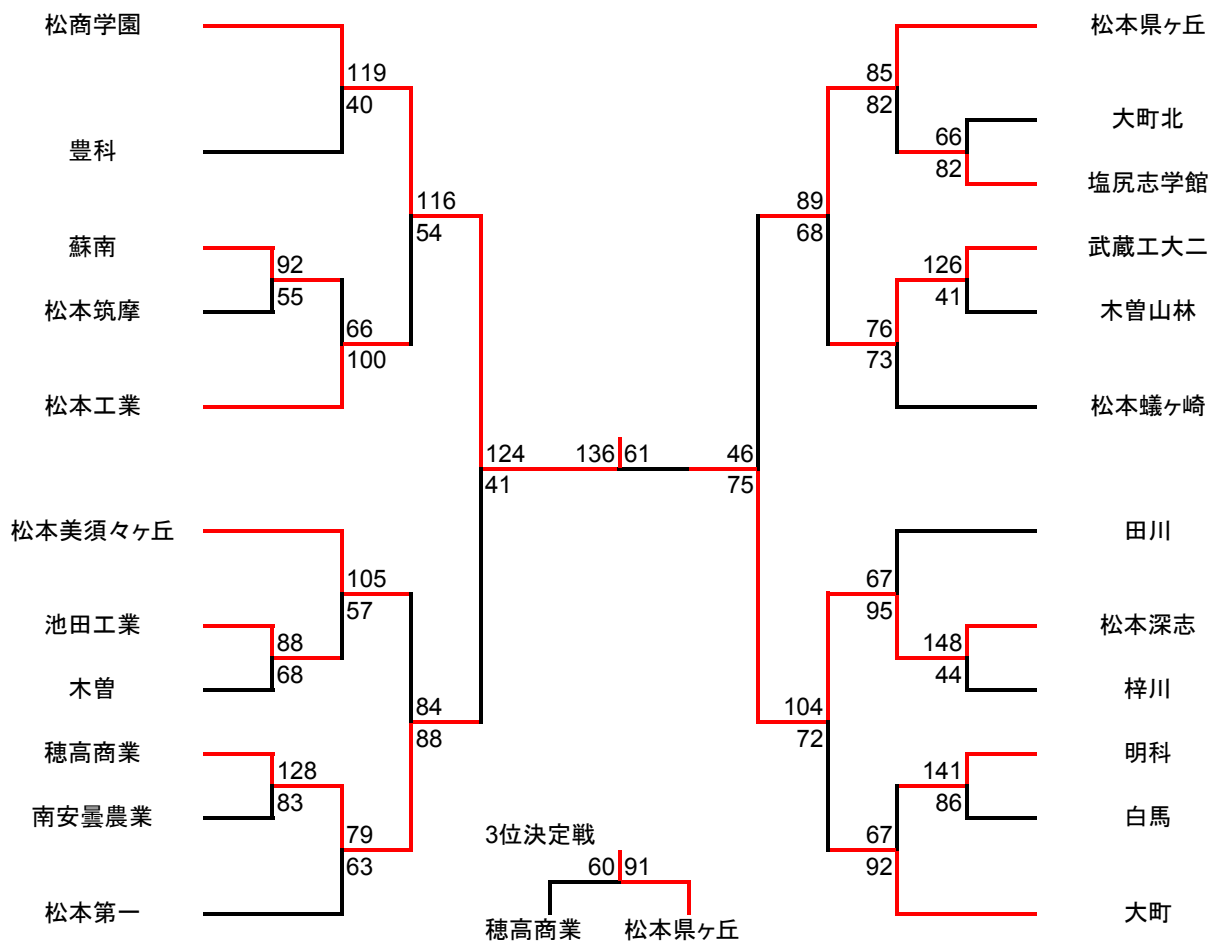 松商学園
119
40
豊科
116
54
蘇南
92
55
松本筑摩
66
100
松本工業
124
41
松本美須々ヶ丘
105
57
池田工業
88
68
木曽
84
88
穂高商業
128
83
南安曇農業
79
63
松本第一
136 61
3位決定戦
60 91
穂高商業 松本県ヶ丘
松本県ヶ丘
85
82
大町北
66
82
塩尻志学館
89
68
武蔵工大二
126
41
木曽山林
76
73
松本蟻ヶ崎
46
75
田川
67
95
松本深志
148
44
梓川
104
72
明科
141
86
白馬
67
92
大町